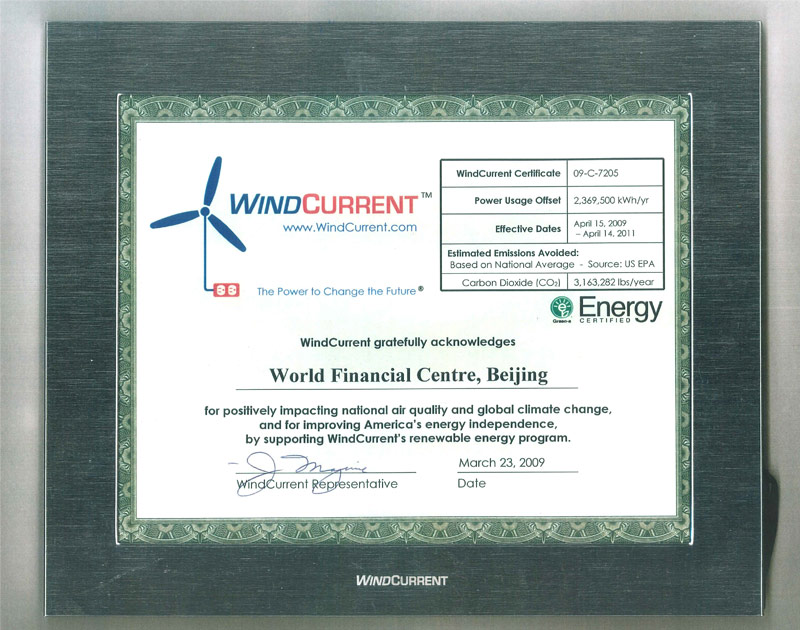 WINDCURRENT™
www.WindCurrent.com
The Power to Change the Future®
WindCurrent Certificate 09-C-7205
Power Usage Offset 2,369,500 kWh/yr
Effective Dates April 15, 2009
– April 14, 2011
Estimated Emissions Avoided:
Based on National Average - Source: US EPA
Carbon Dioxide (CO₂) 3,163,282 lbs/year
Green-e Energy
CERTIFIED
WindCurrent gratefully acknowledges
World Financial Centre, Beijing
for positively impacting national air quality and global climate change,
and for improving America's energy independence,
by supporting WindCurrent's renewable energy program.
March 23, 2009
WindCurrent Representative
Date
WINDCURRENT